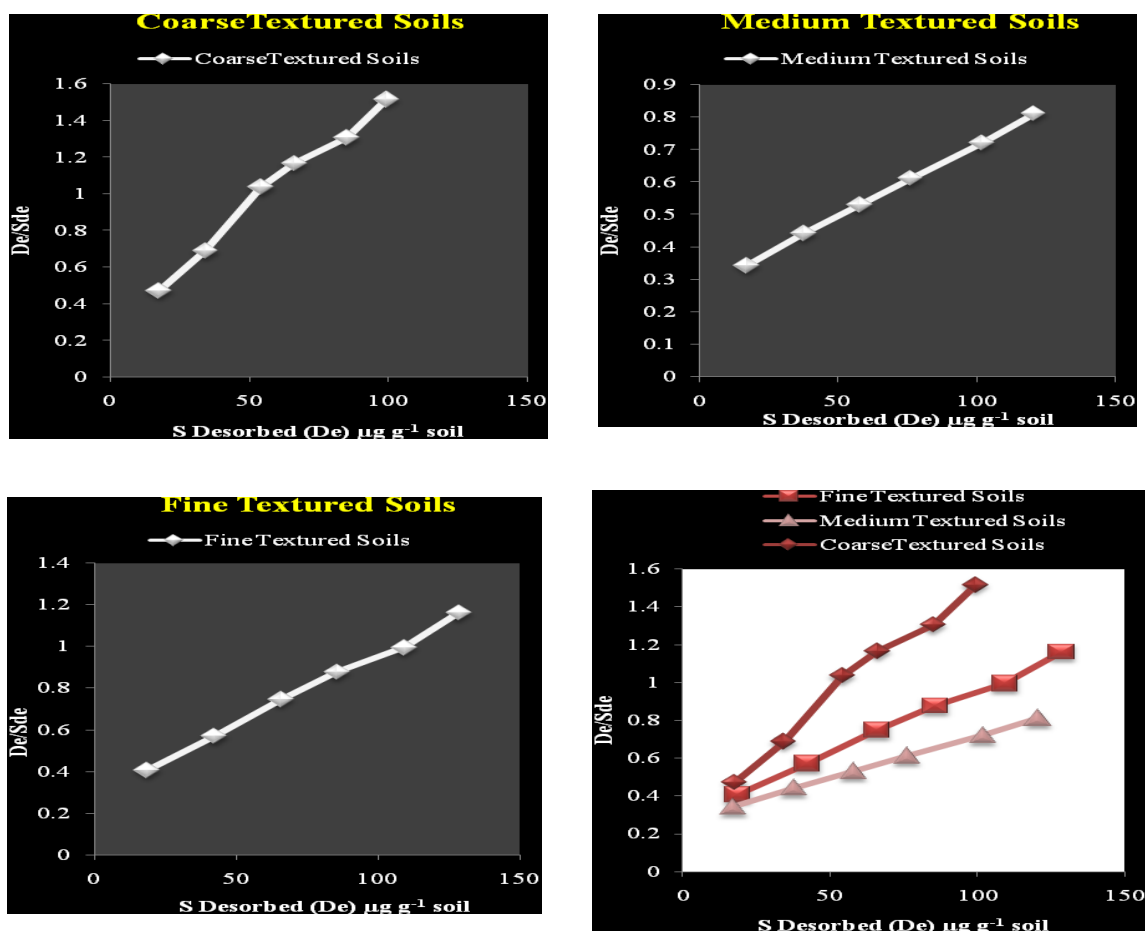 CoarseTextured Soils
CoarseTextured Soils
1.6
1.4
1.2
1
0.8
0.6
0.4
0.2
0
De/Sde
0 50 100 150
S Desorbed (De) µg g⁻¹ soil
Medium Textured Soils
Medium Textured Soils
0.9
0.8
0.7
0.6
0.5
0.4
0.3
0.2
0.1
0
De/Sde
0 50 100 150
S Desorbed (De) µg g⁻¹ soil
Fine Textured Soils
Fine Textured Soils
1.4
1.2
1
0.8
0.6
0.4
0.2
0
De/Sde
0 50 100 150
S Desorbed (De) µg g⁻¹ soil
Fine Textured Soils
Medium Textured Soils
CoarseTextured Soils
1.6
1.4
1.2
1
0.8
0.6
0.4
0.2
0
De/Sde
0 50 100 150
S Desorbed (De) µg g⁻¹ soil